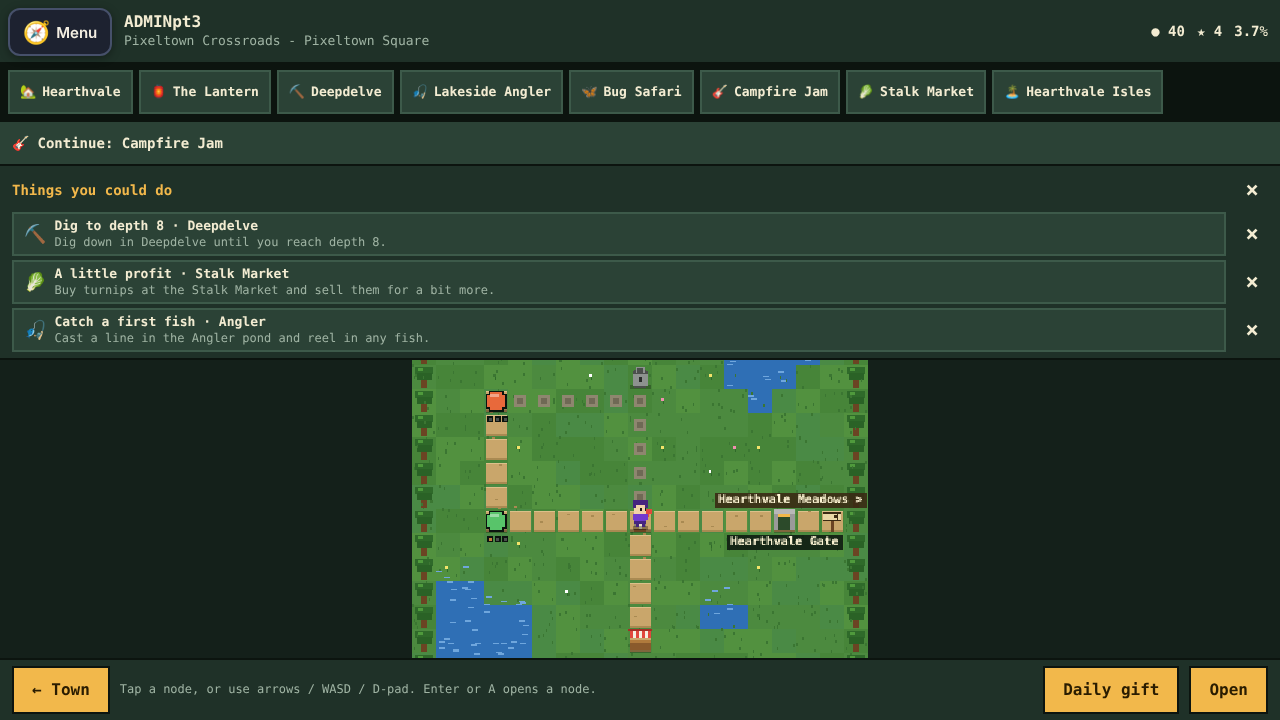 Menu
ADMINpt3
Pixeltown Crossroads - Pixeltown Square
● 40 ★ 4 3.7%
Hearthvale
The Lantern
Deepdelve
Lakeside Angler
Bug Safari
Campfire Jam
Stalk Market
Hearthvale Isles
Continue: Campfire Jam
Things you could do
×
Dig to depth 8 · Deepdelve
Dig down in Deepdelve until you reach depth 8.
×
A little profit · Stalk Market
Buy turnips at the Stalk Market and sell them for a bit more.
×
Catch a first fish · Angler
Cast a line in the Angler pond and reel in any fish.
×
Hearthvale Meadows >
Hearthvale Gate
← Town
Tap a node, or use arrows / WASD / D-pad. Enter or A opens a node.
Daily gift
Open